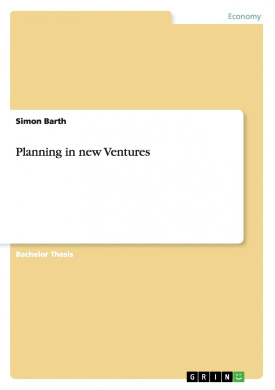 Economy
Simon Barth
Planning in new Ventures
Bachelor Thesis
GRIN